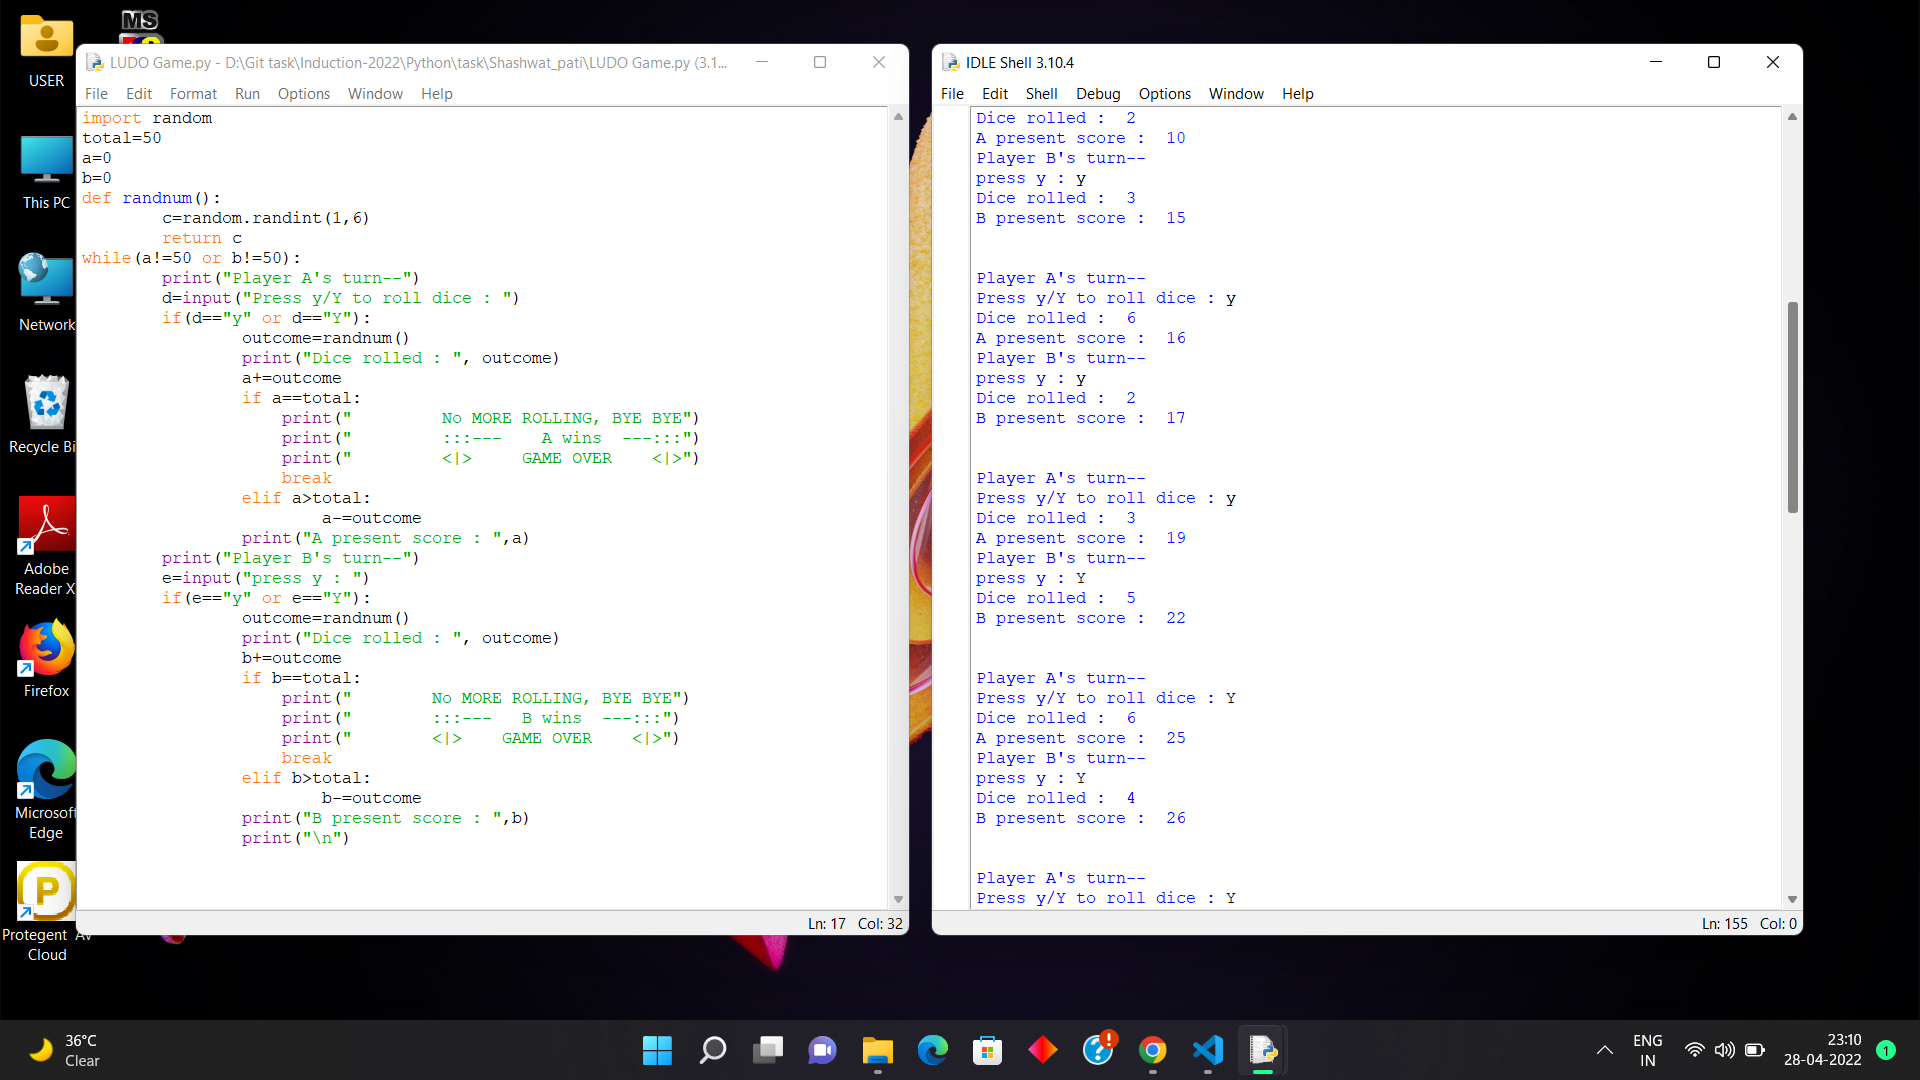 MS
USER
This PC
Network
Recycle Bi
Adobe
Reader X
Firefox
Microsoft
Edge
Protegent AV
Cloud
LUDO Game.py - D:\Git task\Induction-2022\Python\task\Shashwat_pati\LUDO Game.py (3.1...
File Edit Format Run Options Window Help
import random
total=50
a=0
b=0
def randnum():
        c=random.randint(1,6)
        return c
while(a!=50 or b!=50):
        print("Player A's turn--")
        d=input("Press y/Y to roll dice : ")
        if(d=="y" or d=="Y"):
                outcome=randnum()
                print("Dice rolled : ", outcome)
                a+=outcome
                if a==total:
                    print("         No MORE ROLLING, BYE BYE")
                    print("         :::---    A wins  ---:::")
                    print("         <|>     GAME OVER    <|>")
                    break
                elif a>total:
                        a-=outcome
                print("A present score : ",a)
        print("Player B's turn--")
        e=input("press y : ")
        if(e=="y" or e=="Y"):
                outcome=randnum()
                print("Dice rolled : ", outcome)
                b+=outcome
                if b==total:
                    print("        No MORE ROLLING, BYE BYE")
                    print("        :::---   B wins  ---:::")
                    print("        <|>    GAME OVER    <|>")
                    break
                elif b>total:
                        b-=outcome
                print("B present score : ",b)
                print("\n")
Ln: 17 Col: 32
IDLE Shell 3.10.4
File Edit Shell Debug Options Window Help
Dice rolled :  2
A present score :  10
Player B's turn--
press y : y
Dice rolled :  3
B present score :  15
Player A's turn--
Press y/Y to roll dice : y
Dice rolled :  6
A present score :  16
Player B's turn--
press y : y
Dice rolled :  2
B present score :  17
Player A's turn--
Press y/Y to roll dice : y
Dice rolled :  3
A present score :  19
Player B's turn--
press y : Y
Dice rolled :  5
B present score :  22
Player A's turn--
Press y/Y to roll dice : Y
Dice rolled :  6
A present score :  25
Player B's turn--
press y : Y
Dice rolled :  4
B present score :  26
Player A's turn--
Press y/Y to roll dice : Y
Ln: 155 Col: 0
36°C
Clear
ENG
IN
23:10
28-04-2022
1